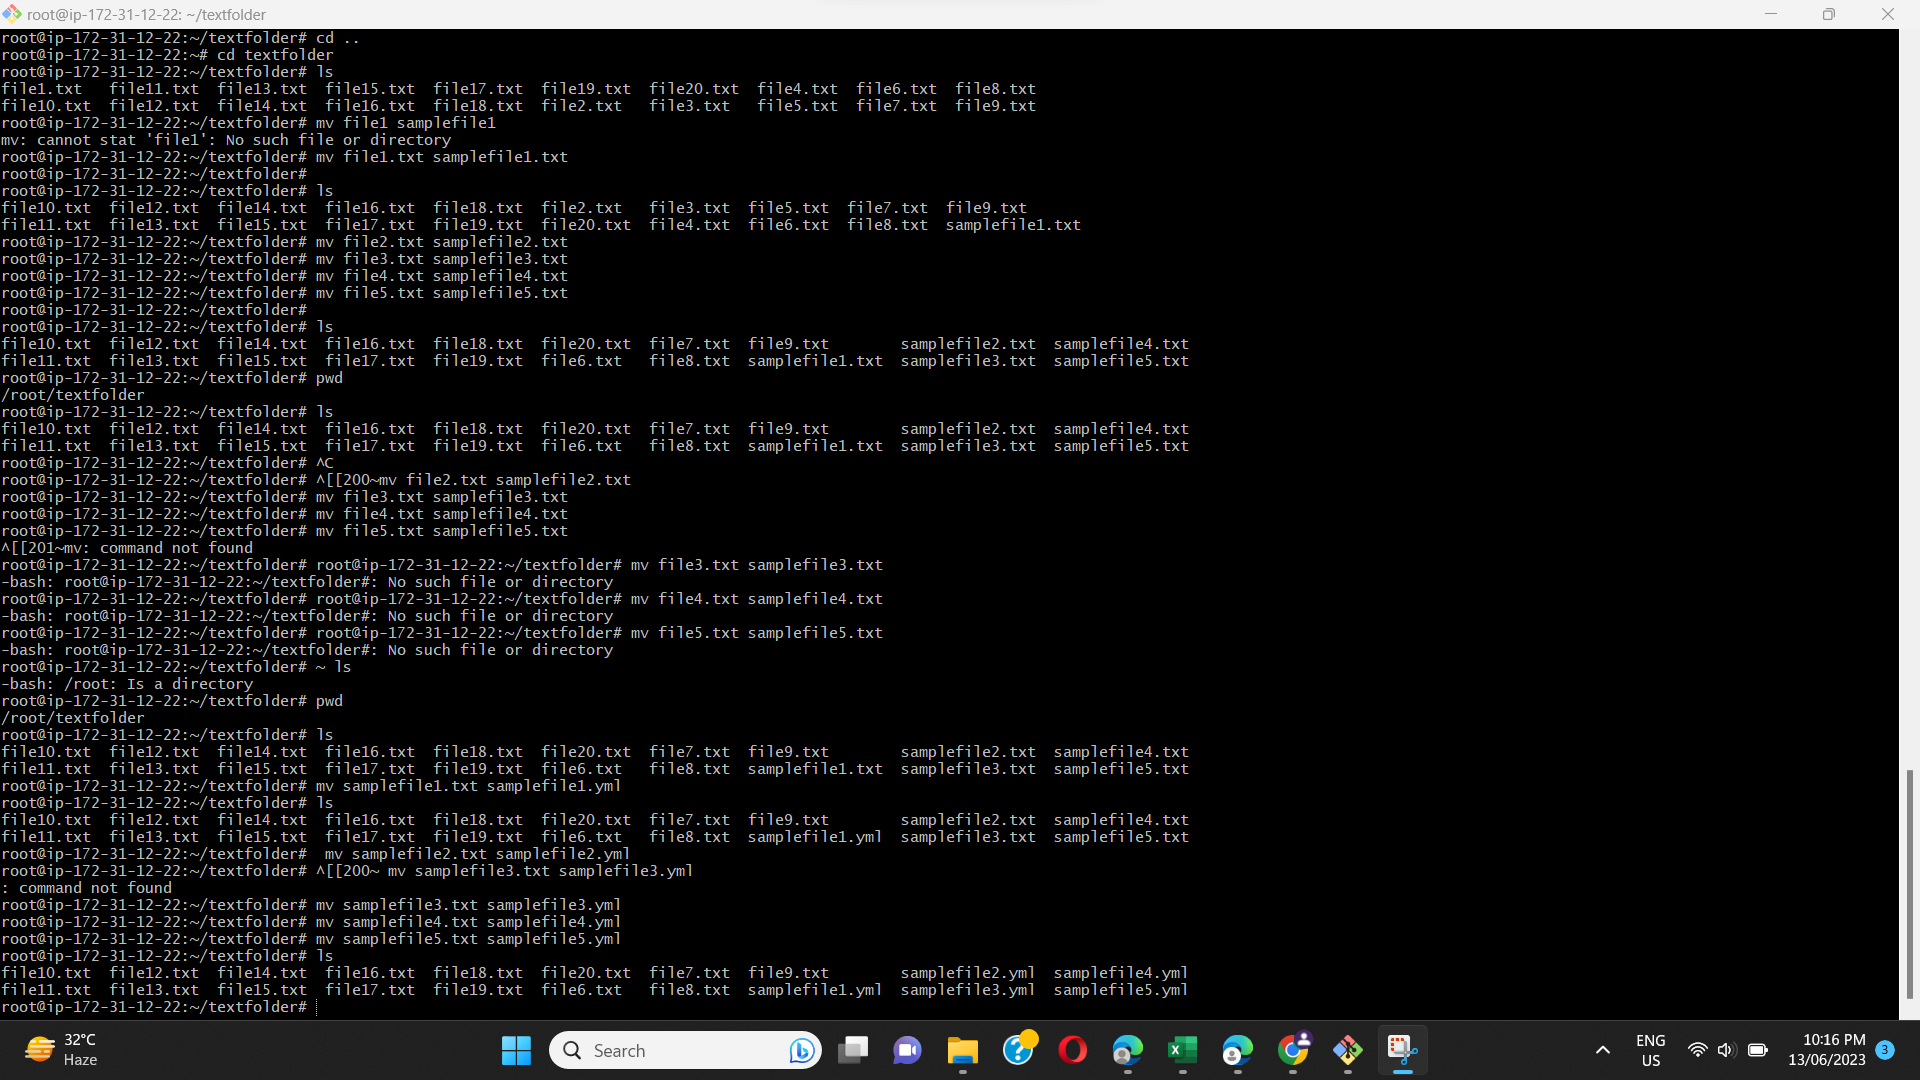 root@ip-172-31-12-22: ~/textfolder
root@ip-172-31-12-22:~/textfolder# cd ..
root@ip-172-31-12-22:~# cd textfolder
root@ip-172-31-12-22:~/textfolder# ls
file1.txt   file11.txt  file13.txt  file15.txt  file17.txt  file19.txt  file20.txt  file4.txt  file6.txt  file8.txt
file10.txt  file12.txt  file14.txt  file16.txt  file18.txt  file2.txt   file3.txt   file5.txt  file7.txt  file9.txt
root@ip-172-31-12-22:~/textfolder# mv file1 samplefile1
mv: cannot stat 'file1': No such file or directory
root@ip-172-31-12-22:~/textfolder# mv file1.txt samplefile1.txt
root@ip-172-31-12-22:~/textfolder#
root@ip-172-31-12-22:~/textfolder# ls
file10.txt  file12.txt  file14.txt  file16.txt  file18.txt  file2.txt   file3.txt  file5.txt  file7.txt  file9.txt
file11.txt  file13.txt  file15.txt  file17.txt  file19.txt  file20.txt  file4.txt  file6.txt  file8.txt  samplefile1.txt
root@ip-172-31-12-22:~/textfolder# mv file2.txt samplefile2.txt
root@ip-172-31-12-22:~/textfolder# mv file3.txt samplefile3.txt
root@ip-172-31-12-22:~/textfolder# mv file4.txt samplefile4.txt
root@ip-172-31-12-22:~/textfolder# mv file5.txt samplefile5.txt
root@ip-172-31-12-22:~/textfolder#
root@ip-172-31-12-22:~/textfolder# ls
file10.txt  file12.txt  file14.txt  file16.txt  file18.txt  file20.txt  file7.txt  file9.txt        samplefile2.txt  samplefile4.txt
file11.txt  file13.txt  file15.txt  file17.txt  file19.txt  file6.txt   file8.txt  samplefile1.txt  samplefile3.txt  samplefile5.txt
root@ip-172-31-12-22:~/textfolder# pwd
/root/textfolder
root@ip-172-31-12-22:~/textfolder# ls
file10.txt  file12.txt  file14.txt  file16.txt  file18.txt  file20.txt  file7.txt  file9.txt        samplefile2.txt  samplefile4.txt
file11.txt  file13.txt  file15.txt  file17.txt  file19.txt  file6.txt   file8.txt  samplefile1.txt  samplefile3.txt  samplefile5.txt
root@ip-172-31-12-22:~/textfolder# ^C
root@ip-172-31-12-22:~/textfolder# ^[[200~mv file2.txt samplefile2.txt
root@ip-172-31-12-22:~/textfolder# mv file3.txt samplefile3.txt
root@ip-172-31-12-22:~/textfolder# mv file4.txt samplefile4.txt
root@ip-172-31-12-22:~/textfolder# mv file5.txt samplefile5.txt
^[[201~mv: command not found
root@ip-172-31-12-22:~/textfolder# root@ip-172-31-12-22:~/textfolder# mv file3.txt samplefile3.txt
-bash: root@ip-172-31-12-22:~/textfolder#: No such file or directory
root@ip-172-31-12-22:~/textfolder# root@ip-172-31-12-22:~/textfolder# mv file4.txt samplefile4.txt
-bash: root@ip-172-31-12-22:~/textfolder#: No such file or directory
root@ip-172-31-12-22:~/textfolder# root@ip-172-31-12-22:~/textfolder# mv file5.txt samplefile5.txt
-bash: root@ip-172-31-12-22:~/textfolder#: No such file or directory
root@ip-172-31-12-22:~/textfolder# ~ ls
-bash: /root: Is a directory
root@ip-172-31-12-22:~/textfolder# pwd
/root/textfolder
root@ip-172-31-12-22:~/textfolder# ls
file10.txt  file12.txt  file14.txt  file16.txt  file18.txt  file20.txt  file7.txt  file9.txt        samplefile2.txt  samplefile4.txt
file11.txt  file13.txt  file15.txt  file17.txt  file19.txt  file6.txt   file8.txt  samplefile1.txt  samplefile3.txt  samplefile5.txt
root@ip-172-31-12-22:~/textfolder# mv samplefile1.txt samplefile1.yml
root@ip-172-31-12-22:~/textfolder# ls
file10.txt  file12.txt  file14.txt  file16.txt  file18.txt  file20.txt  file7.txt  file9.txt        samplefile2.txt  samplefile4.txt
file11.txt  file13.txt  file15.txt  file17.txt  file19.txt  file6.txt   file8.txt  samplefile1.yml  samplefile3.txt  samplefile5.txt
root@ip-172-31-12-22:~/textfolder#  mv samplefile2.txt samplefile2.yml
root@ip-172-31-12-22:~/textfolder# ^[[200~ mv samplefile3.txt samplefile3.yml
: command not found
root@ip-172-31-12-22:~/textfolder# mv samplefile3.txt samplefile3.yml
root@ip-172-31-12-22:~/textfolder# mv samplefile4.txt samplefile4.yml
root@ip-172-31-12-22:~/textfolder# mv samplefile5.txt samplefile5.yml
root@ip-172-31-12-22:~/textfolder# ls
file10.txt  file12.txt  file14.txt  file16.txt  file18.txt  file20.txt  file7.txt  file9.txt        samplefile2.yml  samplefile4.yml
file11.txt  file13.txt  file15.txt  file17.txt  file19.txt  file6.txt   file8.txt  samplefile1.yml  samplefile3.yml  samplefile5.yml
root@ip-172-31-12-22:~/textfolder#
32°C
Haze
Search
ENG
US
10:16 PM
13/06/2023
3